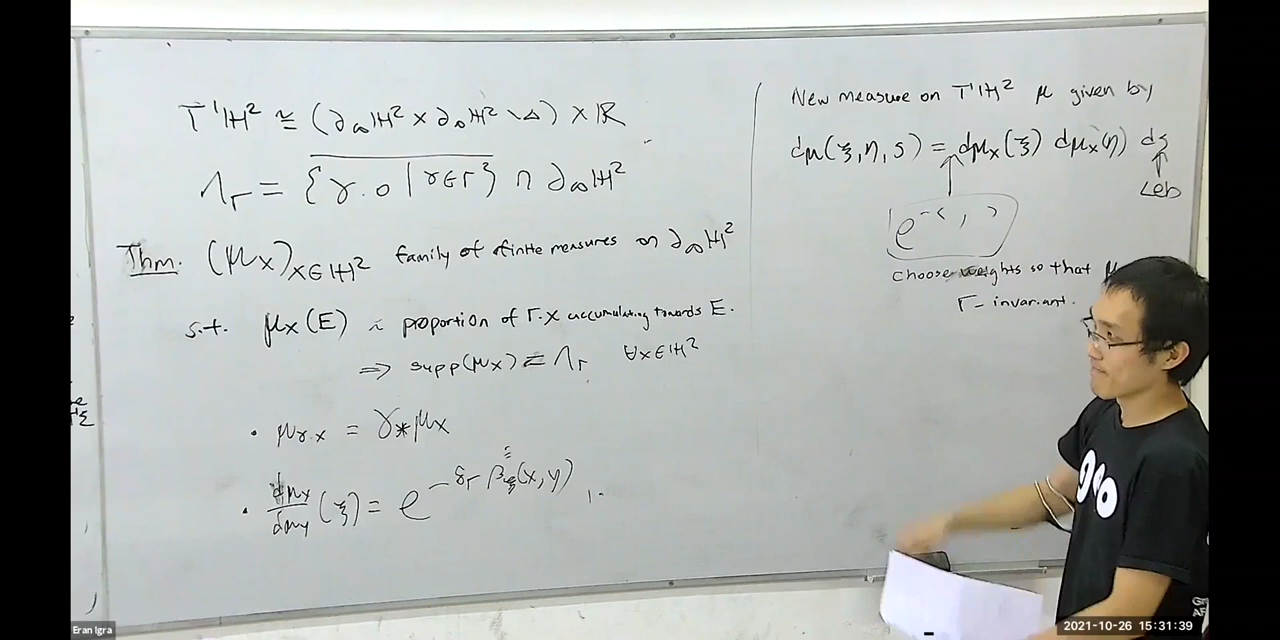 T¹ℍ² ≅ (∂∞ℍ² × ∂∞ℍ² \ Δ) × ℝ
Λ_Γ = \overline{{γ.o | γ∈Γ}} ∩ ∂∞ℍ²
Thm. (μ_x)_{x∈ℍ²} family of finite measures on ∂∞ℍ²
s.t. μ_x(E) ~ proportion of Γ.x accumulating towards E.
⇒ supp(μ_x) = Λ_Γ ∀x∈ℍ²
• μ_{γ.x} = γ_* μ_x
• dμ_x/dμ_y (ξ) = e^{-δ_Γ β_ξ(x,y)}
New measure on T¹ℍ² μ given by
dμ(ξ,η,s) = dμ_x(ξ) dμ_x(η) ds
Leb
e^{-< , >}
choose weights so that μ
Γ-invariant.
Eran Igra
2021-10-26 15:31:39